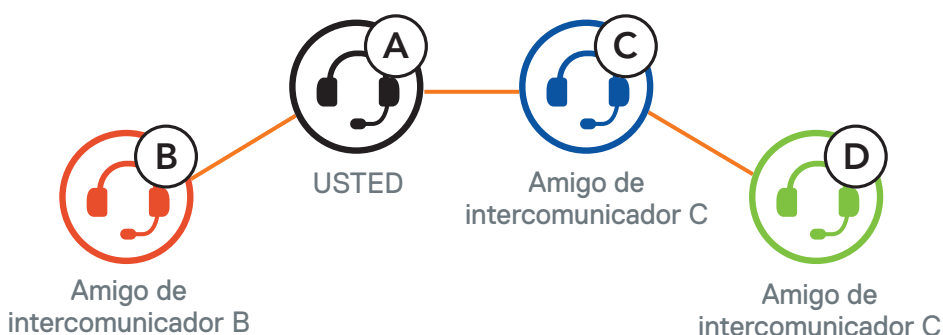 A
C
B
D
USTED
Amigo de
intercomunicador C
Amigo de
intercomunicador B
Amigo de
intercomunicador C